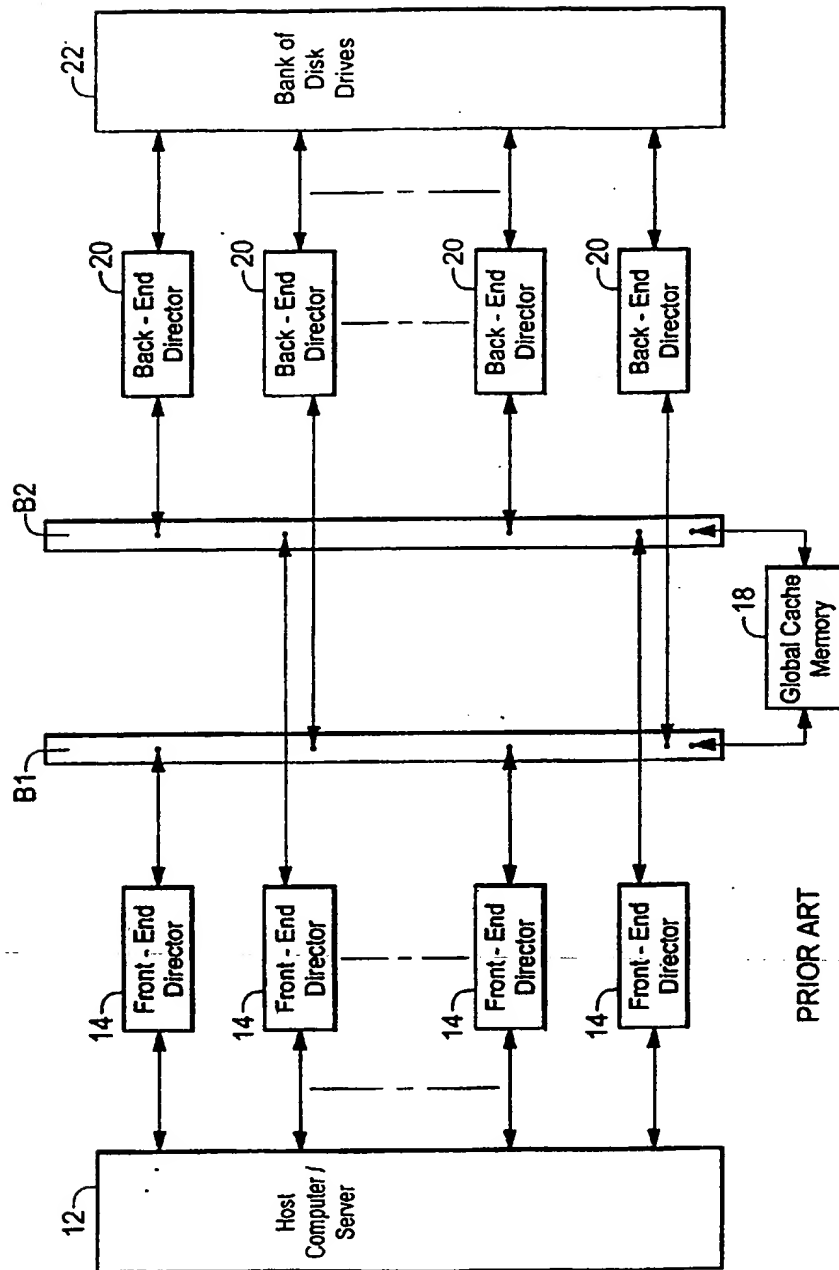 22
Bank of
Disk
Drives
20
Back - End
Director
20
Back - End
Director
20
Back - End
Director
20
Back - End
Director
B2
18
Global Cache
Memory
B1
14
Front - End
Director
14
Front - End
Director
14
Front - End
Director
14
Front - End
Director
PRIOR ART
12
Host
Computer /
Server